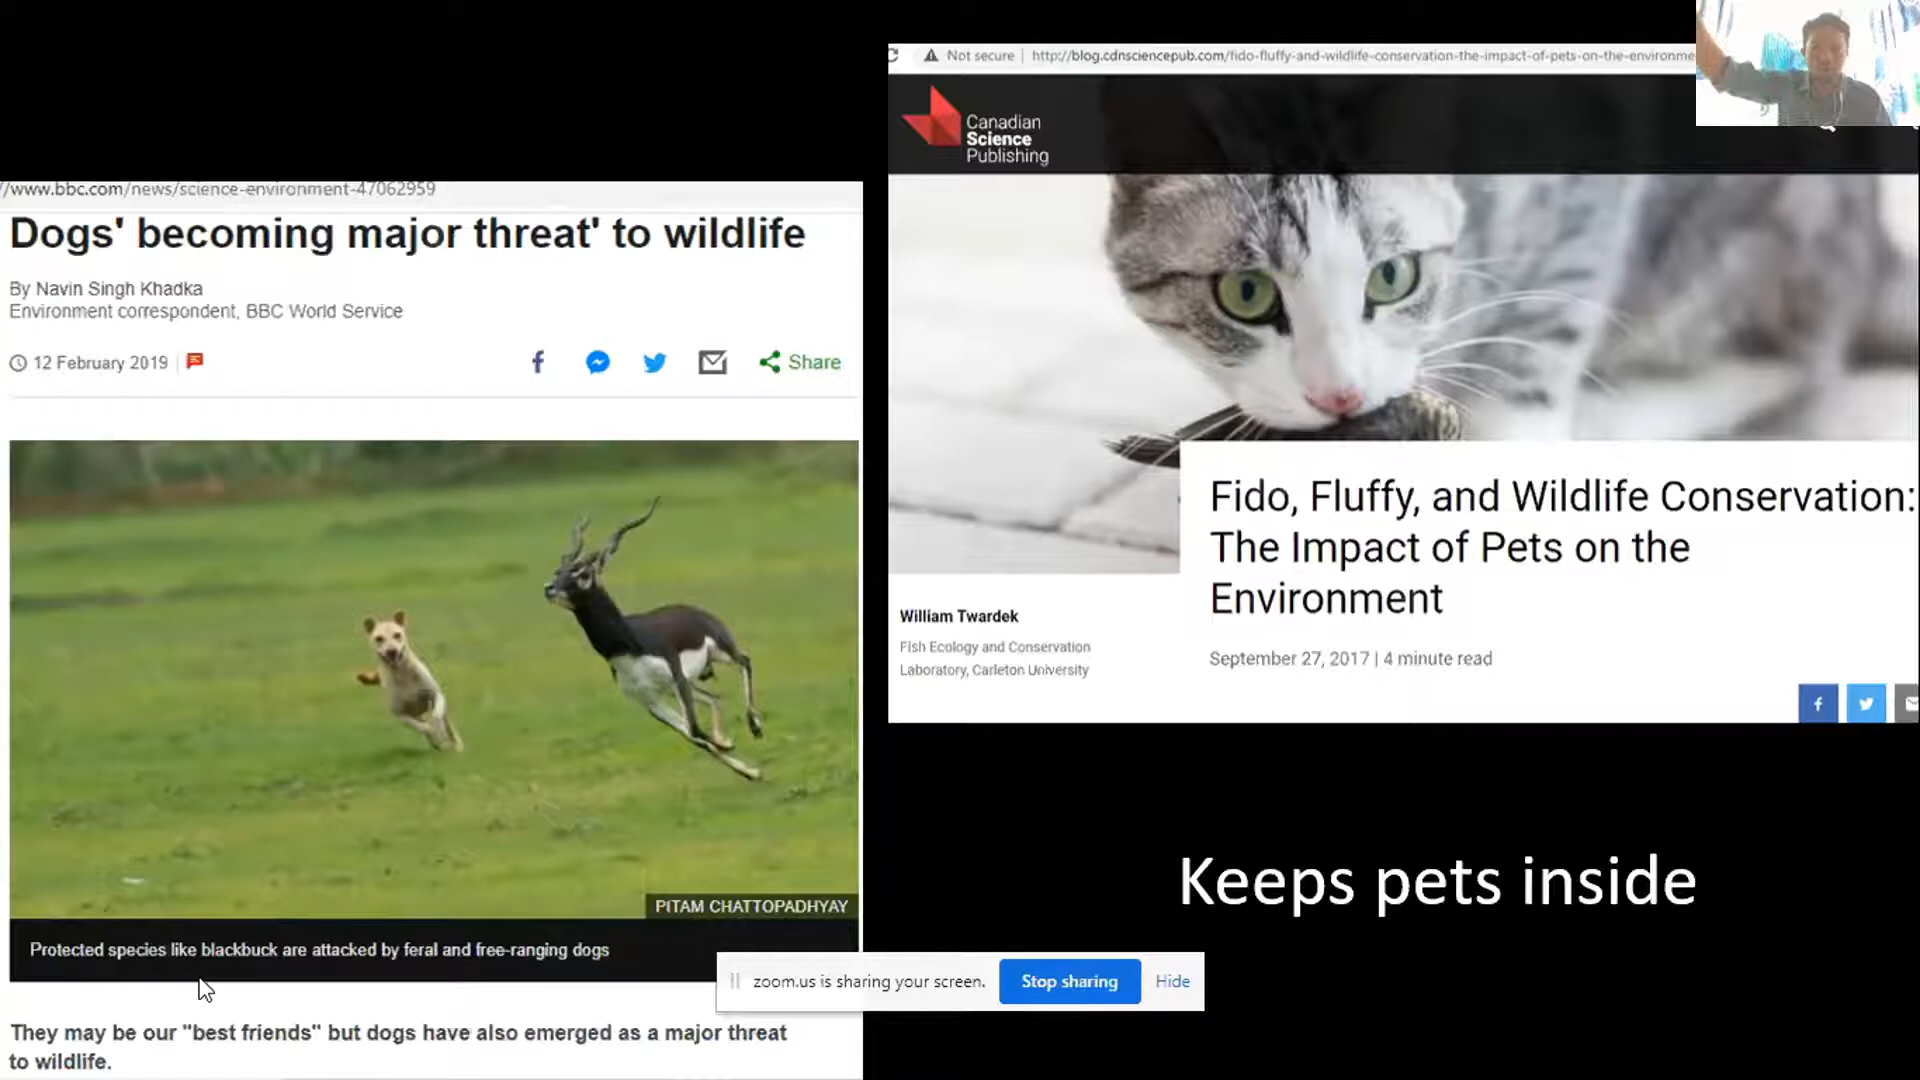 //www.bbc.com/news/science-environment-47062959
Dogs' becoming major threat' to wildlife
By Navin Singh Khadka
Environment correspondent, BBC World Service
12 February 2019
Share
PITAM CHATTOPADHYAY
Protected species like blackbuck are attacked by feral and free-ranging dogs
They may be our "best friends" but dogs have also emerged as a major threat
to wildlife.
Not secure | http://blog.cdnsciencepub.com/fido-fluffy-and-wildlife-conservation-the-impact-of-pets-on-the-environme
Canadian
Science
Publishing
Fido, Fluffy, and Wildlife Conservation:
The Impact of Pets on the
Environment
William Twardek
Fish Ecology and Conservation
Laboratory, Carleton University
September 27, 2017 | 4 minute read
Keeps pets inside
zoom.us is sharing your screen.
Stop sharing
Hide